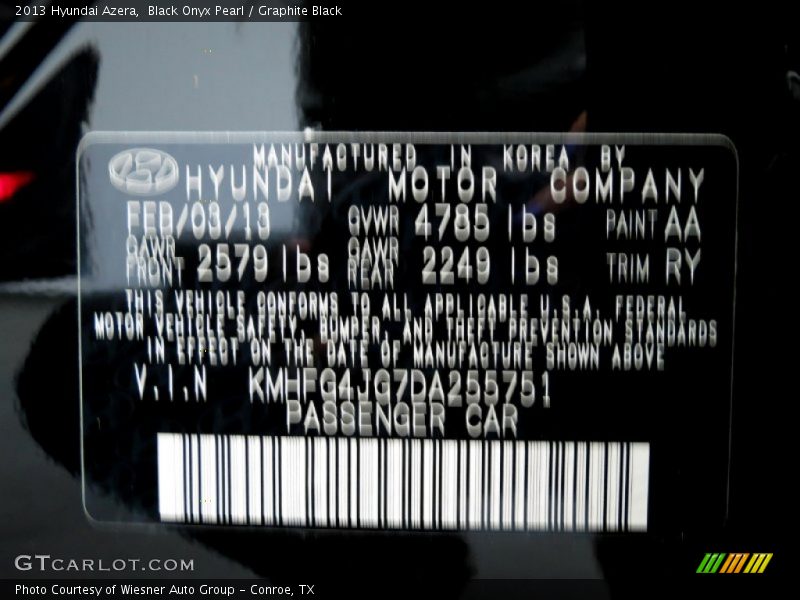 2013 Hyundai Azera,  Black Onyx Pearl / Graphite Black
MANUFACTURED IN KOREA BY
HYUNDAI MOTOR COMPANY
FEB/03/13 GVWR 4785 lbs PAINT AA
GAWR FRONT 2579 lbs GAWR REAR 2249 lbs TRIM RY
THIS VEHICLE CONFORMS TO ALL APPLICABLE U.S.A. FEDERAL
MOTOR VEHICLE SAFETY, BUMPER, AND THEFT PREVENTION STANDARDS
IN EFFECT ON THE DATE OF MANUFACTURE SHOWN ABOVE
V.I.N KMHFG4JG7DA255751
PASSENGER CAR
GTCARLOT.COM
Photo Courtesy of Wiesner Auto Group - Conroe, TX